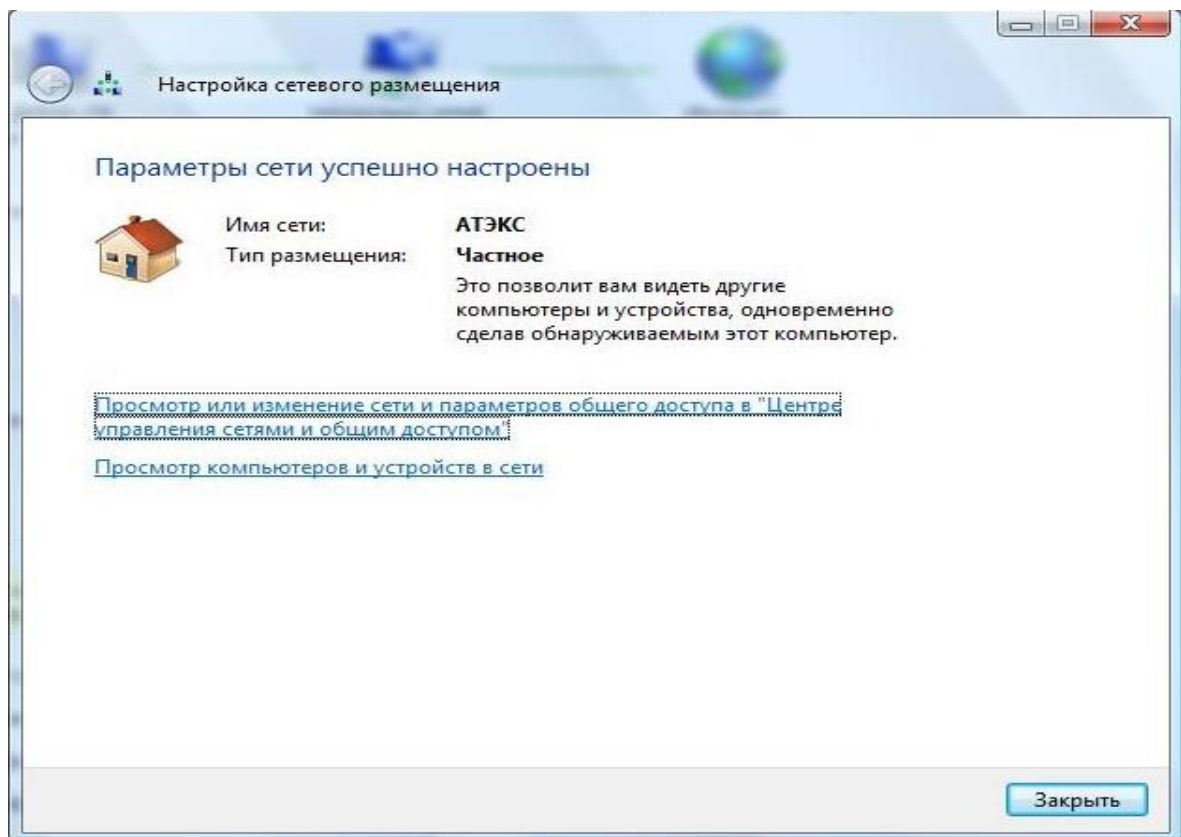 Настройка сетевого размещения
Параметры сети успешно настроены
Имя сети: АТЭКС
Тип размещения: Частное
Это позволит вам видеть другие
компьютеры и устройства, одновременно
сделав обнаруживаемым этот компьютер.
Просмотр или изменение сети и параметров общего доступа в "Центре
управления сетями и общим доступом"
Просмотр компьютеров и устройств в сети
Закрыть